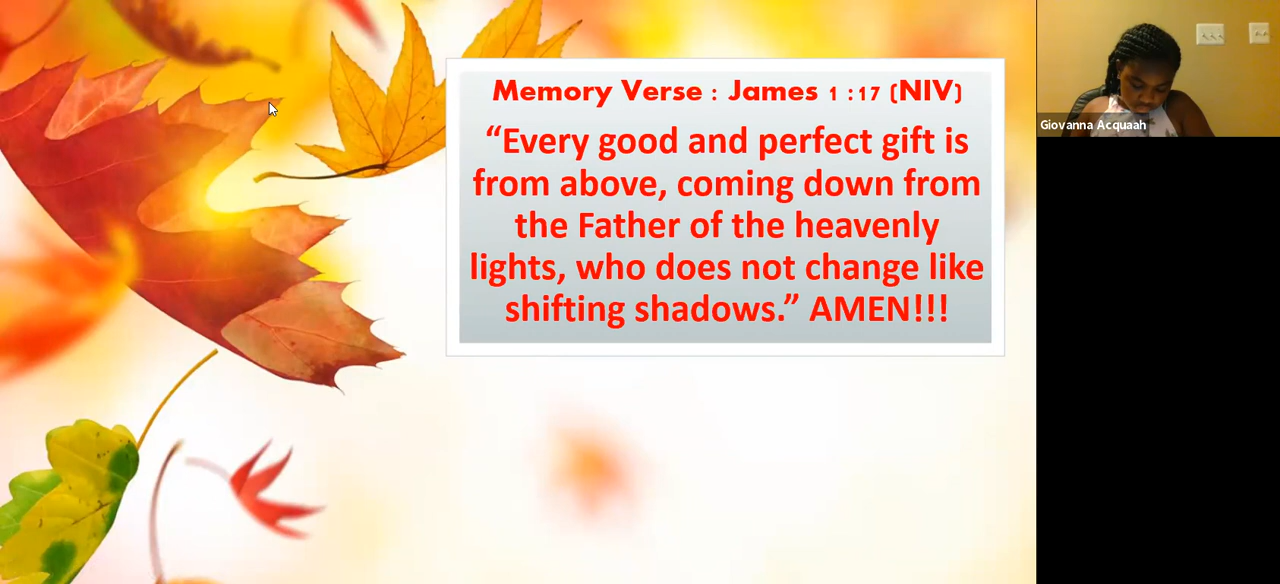 Memory Verse : James 1 :17 (NIV)
“Every good and perfect gift is
from above, coming down from
the Father of the heavenly
lights, who does not change like
shifting shadows.” AMEN!!!
Giovanna Acquaah